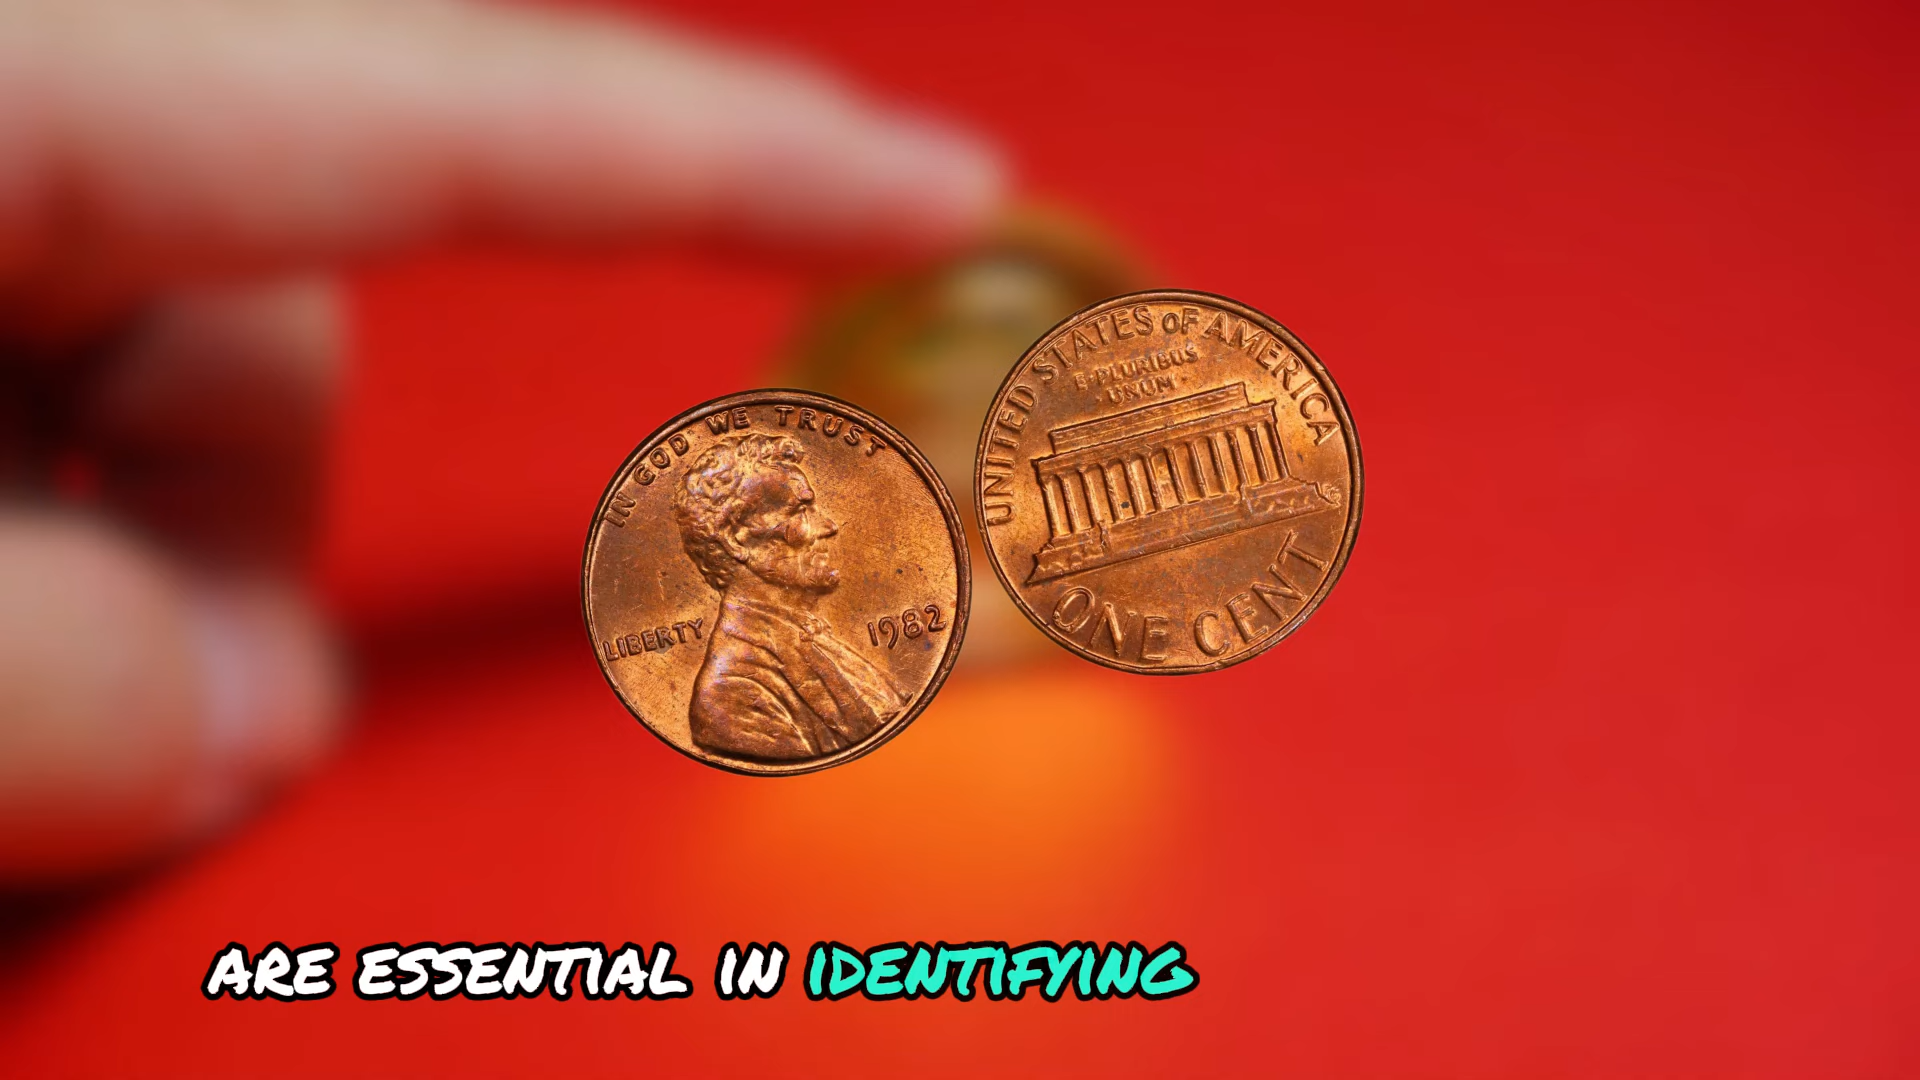 IN GOD WE TRUST
LIBERTY
1982
UNITED STATES OF AMERICA
E·PLURIBUS
·UNUM·
ONE CENT
ARE ESSENTIAL IN IDENTIFYING